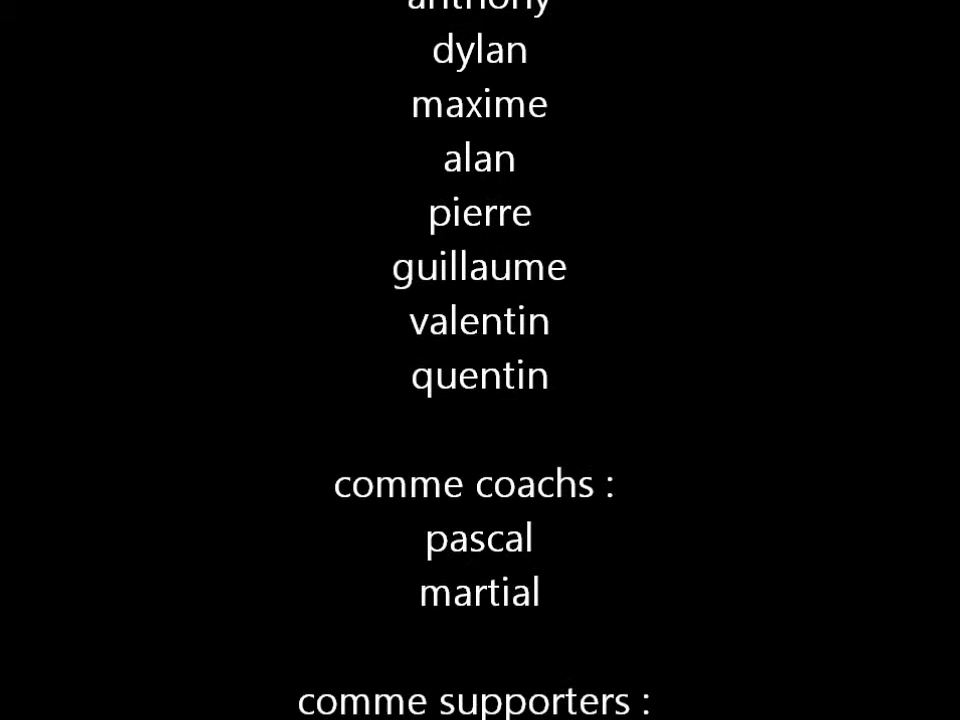 anthony
dylan
maxime
alan
pierre
guillaume
valentin
quentin
comme coachs :
pascal
martial
comme supporters :